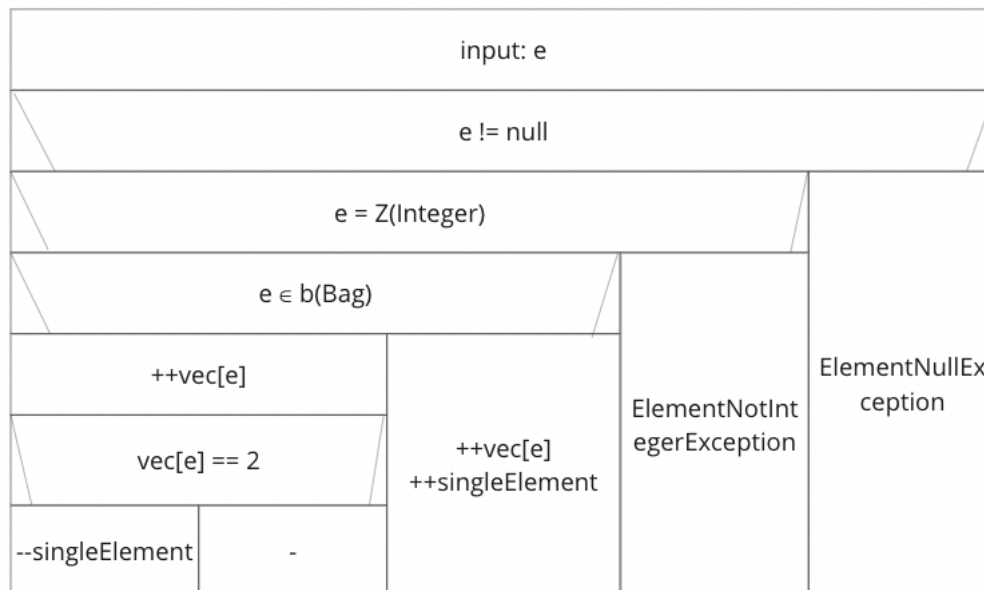 input: e
e != null
e = Z(Integer)
e ∈ b(Bag)
++vec[e]
vec[e] == 2
--singleElement
-
++vec[e]
++singleElement
ElementNotInt
egerException
ElementNullEx
ception